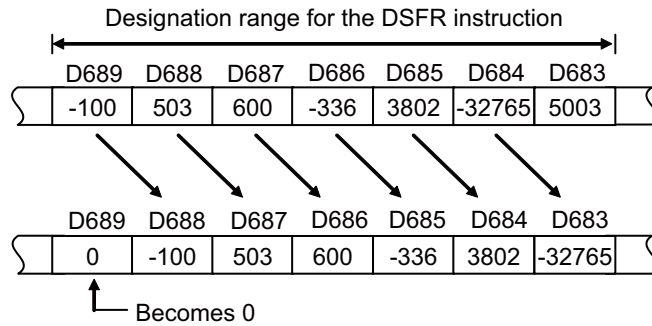 Designation range for the DSFR instruction
D689 D688 D687 D686 D685 D684 D683
-100 503 600 -336 3802 -32765 5003
D689 D688 D687 D686 D685 D684 D683
0 -100 503 600 -336 3802 -32765
Becomes 0